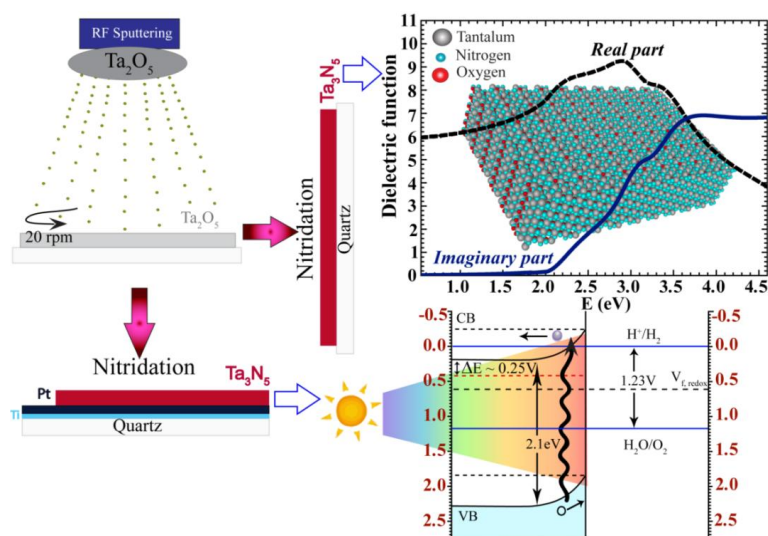 RF Sputtering
Ta₂O₅
Ta₂O₅
20 rpm
Nitridation
Ta₃N₅
Pt
Ti
Quartz
Ta₃N₅
Nitridation
Quartz
Dielectric function
11
10
9
8
7
6
5
4
3
2
1
0
Tantalum
Nitrogen
Oxygen
Real part
Imaginary part
1.0 1.5 2.0 2.5 3.0 3.5 4.0 4.5
E (eV)
-0.5
0.0
0.5
1.0
1.5
2.0
2.5
CB
ΔE ~ 0.25V
2.1eV
VB
O
H⁺/H₂
1.23V
V_f, redox
H₂O/O₂
-0.5
0.0
0.5
1.0
1.5
2.0
2.5